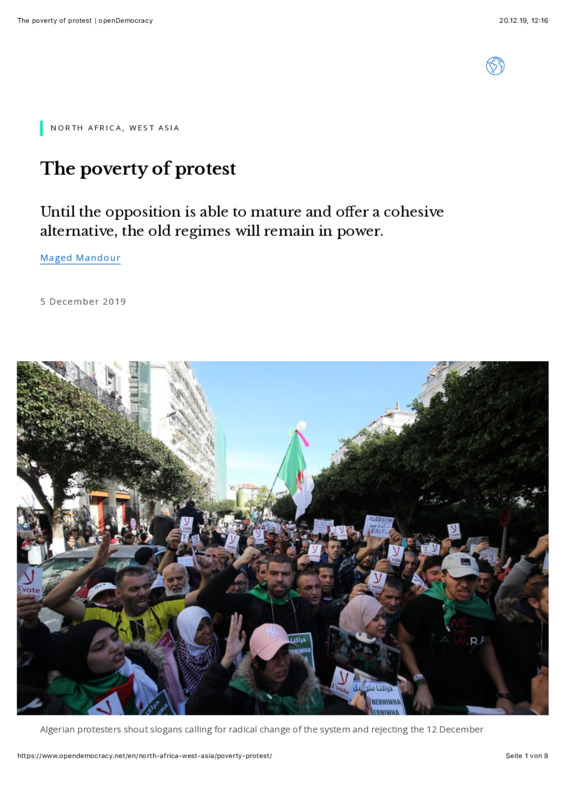 The poverty of protest | openDemocracy
20.12.19, 12:16
NORTH AFRICA, WEST ASIA
The poverty of protest
Until the opposition is able to mature and offer a cohesive
alternative, the old regimes will remain in power.
Maged Mandour
5 December 2019
لا
vote
Algerian protesters shout slogans calling for radical change of the system and rejecting the 12 December
https://www.opendemocracy.net/en/north-africa-west-asia/poverty-protest/
Seite 1 von 8